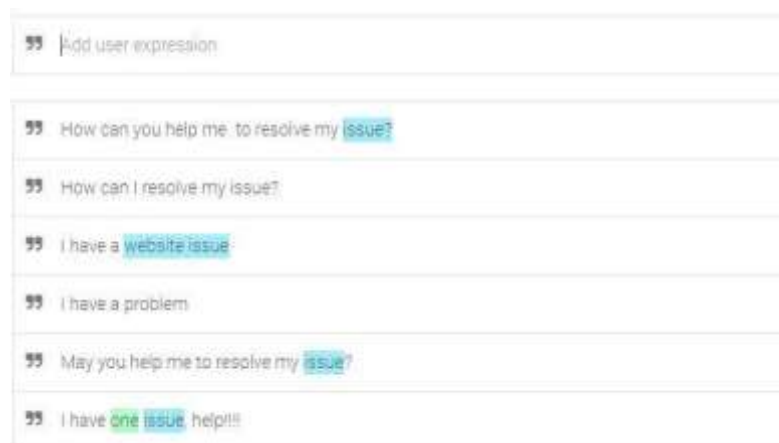 Add user expression
How can you help me to resolve my issue?
How can I resolve my issue?
I have a website issue
I have a problem
May you help me to resolve my issue?
I have one issue, help!!!!